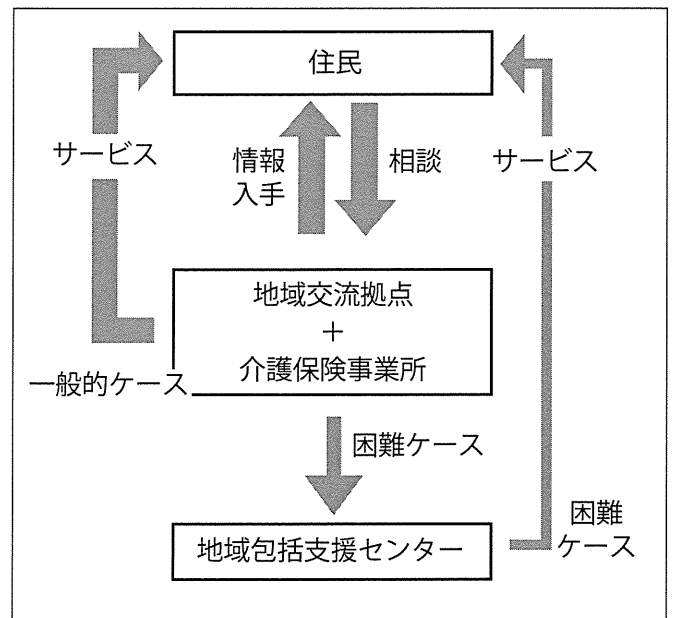 住民
サービス
情報
入手
相談
サービス
地域交流拠点
+
介護保険事業所
一般的ケース
困難ケース
地域包括支援センター
困難
ケース